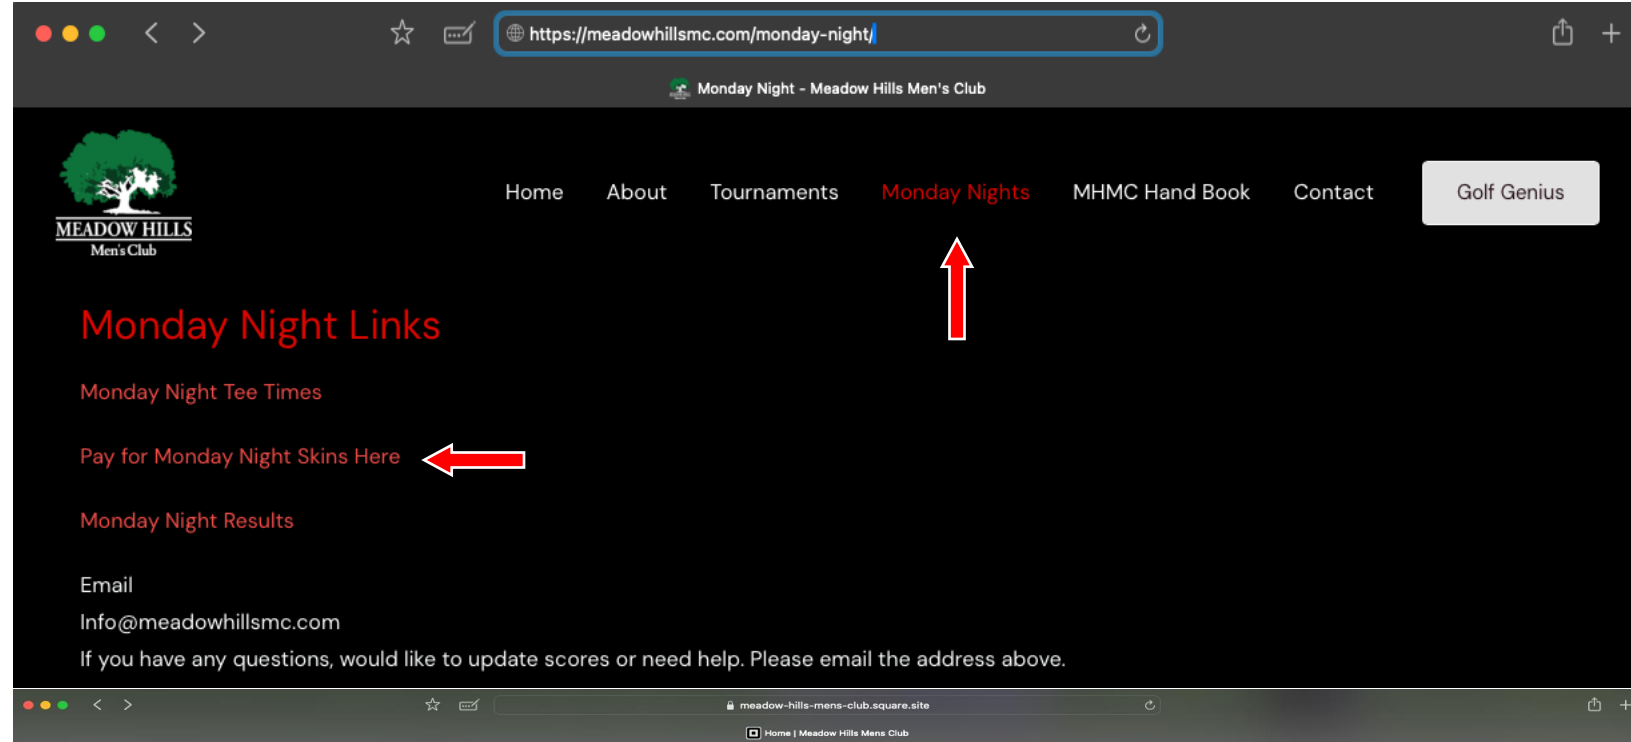 https://meadowhillsmc.com/monday-night/
Monday Night - Meadow Hills Men's Club
MEADOW HILLS
Men's Club
Home About Tournaments Monday Nights MHMC Hand Book Contact Golf Genius
Monday Night Links
Monday Night Tee Times
Pay for Monday Night Skins Here
Monday Night Results
Email
Info@meadowhillsmc.com
If you have any questions, would like to update scores or need help. Please email the address above.
meadow-hills-mens-club.square.site
Home | Meadow Hills Mens Club